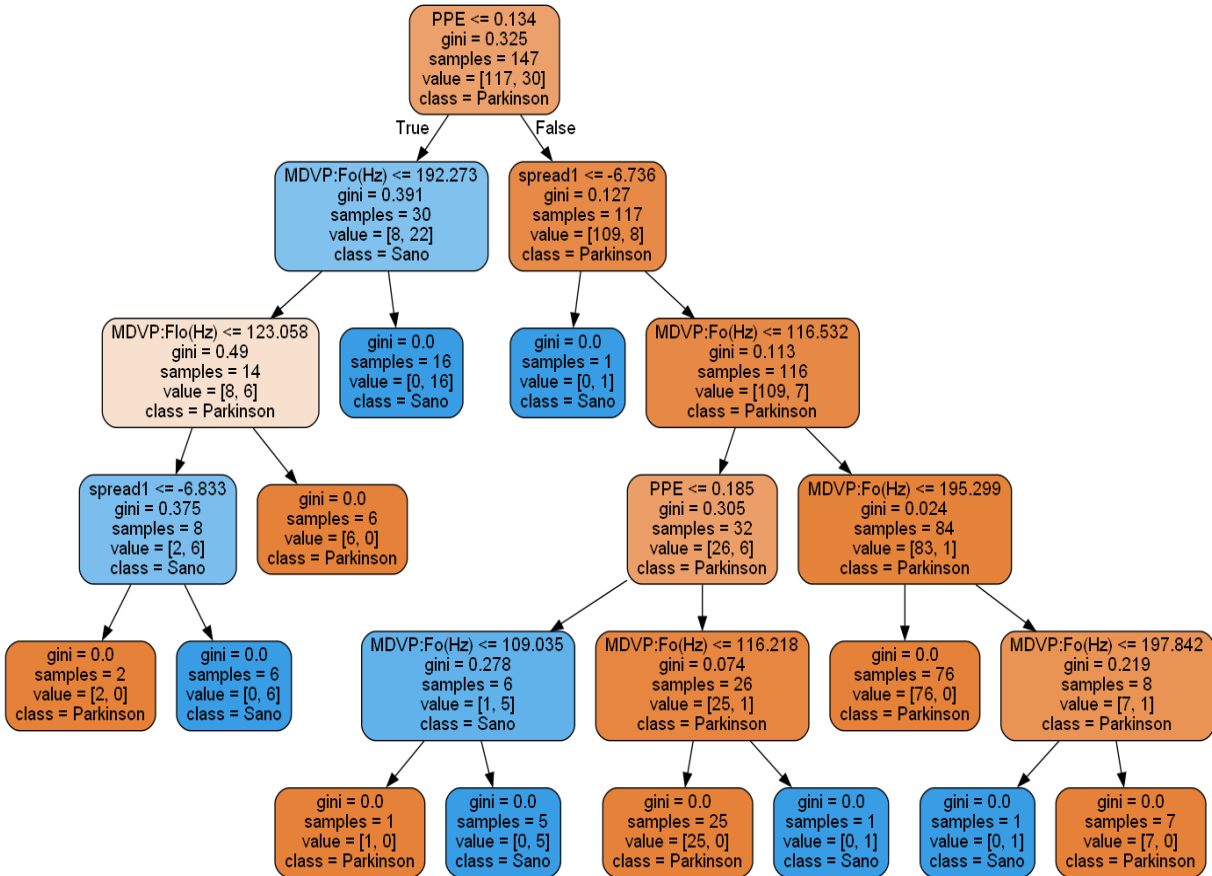 PPE <= 0.134
gini = 0.325
samples = 147
value = [117, 30]
class = Parkinson
True
False
MDVP:Fo(Hz) <= 192.273
gini = 0.391
samples = 30
value = [8, 22]
class = Sano
spread1 <= -6.736
gini = 0.127
samples = 117
value = [109, 8]
class = Parkinson
MDVP:Flo(Hz) <= 123.058
gini = 0.49
samples = 14
value = [8, 6]
class = Parkinson
gini = 0.0
samples = 16
value = [0, 16]
class = Sano
gini = 0.0
samples = 1
value = [0, 1]
class = Sano
MDVP:Fo(Hz) <= 116.532
gini = 0.113
samples = 116
value = [109, 7]
class = Parkinson
spread1 <= -6.833
gini = 0.375
samples = 8
value = [2, 6]
class = Sano
gini = 0.0
samples = 6
value = [6, 0]
class = Parkinson
PPE <= 0.185
gini = 0.305
samples = 32
value = [26, 6]
class = Parkinson
MDVP:Fo(Hz) <= 195.299
gini = 0.024
samples = 84
value = [83, 1]
class = Parkinson
gini = 0.0
samples = 2
value = [2, 0]
class = Parkinson
gini = 0.0
samples = 6
value = [0, 6]
class = Sano
MDVP:Fo(Hz) <= 109.035
gini = 0.278
samples = 6
value = [1, 5]
class = Sano
MDVP:Fo(Hz) <= 116.218
gini = 0.074
samples = 26
value = [25, 1]
class = Parkinson
gini = 0.0
samples = 76
value = [76, 0]
class = Parkinson
MDVP:Fo(Hz) <= 197.842
gini = 0.219
samples = 8
value = [7, 1]
class = Parkinson
gini = 0.0
samples = 1
value = [1, 0]
class = Parkinson
gini = 0.0
samples = 5
value = [0, 5]
class = Sano
gini = 0.0
samples = 25
value = [25, 0]
class = Parkinson
gini = 0.0
samples = 1
value = [0, 1]
class = Sano
gini = 0.0
samples = 1
value = [0, 1]
class = Sano
gini = 0.0
samples = 7
value = [7, 0]
class = Parkinson